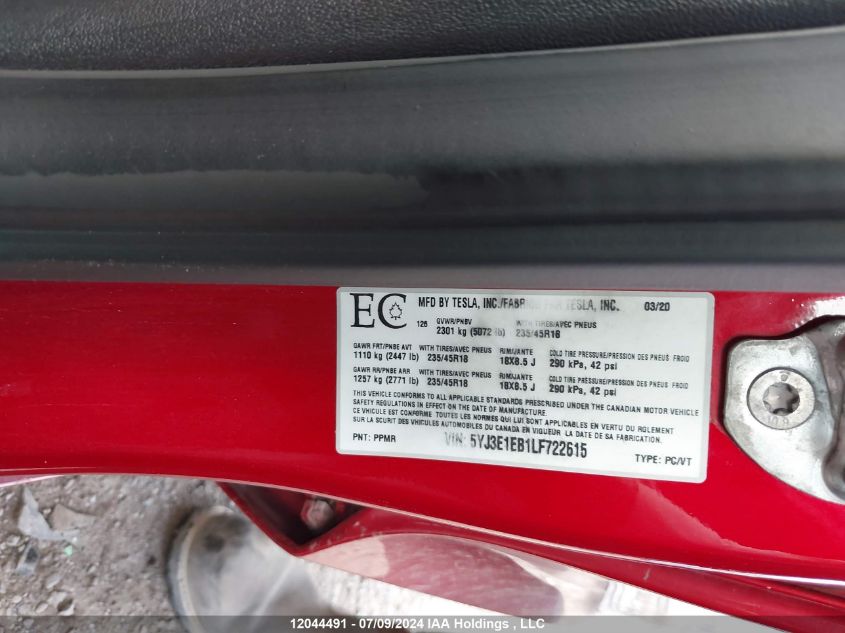 EC
MFD BY TESLA, INC./FABR TESLA, INC. 03/20
126 GVWR/PNBV WITH TIRES/AVEC PNEUS
2301 kg (5072 lb) 235/45R18
GAWR FRT/PNBE AVT WITH TIRES/AVEC PNEUS RIM/JANTE COLD TIRE PRESSURE/PRESSION DES PNEUS FROID
1110 kg (2447 lb) 235/45R18 18X8.5 J 290 kPa, 42 psi
GAWR RR/PNBE ARR WITH TIRES/AVEC PNEUS RIM/JANTE COLD TIRE PRESSURE/PRESSION DES PNEUS FROID
1257 kg (2771 lb) 235/45R18 18X8.5 J 290 kPa, 42 psi
THIS VEHICLE CONFORMS TO ALL APPLICABLE STANDARDS PRESCRIBED UNDER THE CANADIAN MOTOR VEHICLE
SAFETY REGULATIONS IN EFFECT ON THE DATE OF MANUFACTURE.
CE VEHICULE EST CONFORME TOUTES LES NORMES QUI LUI SONT APPLICABLES EN VERTU DU RGLEMENT
SUR LA SCURIT DES VHICULES AUTOMOBILES DU CANADA EN VIGUEUR LA DATE DE SA FABRICATION.
PNT: PPMR VIN: 5YJ3E1EB1LF722615 TYPE: PC/VT
10.9
12044491 - 07/09/2024 IAA Holdings , LLC